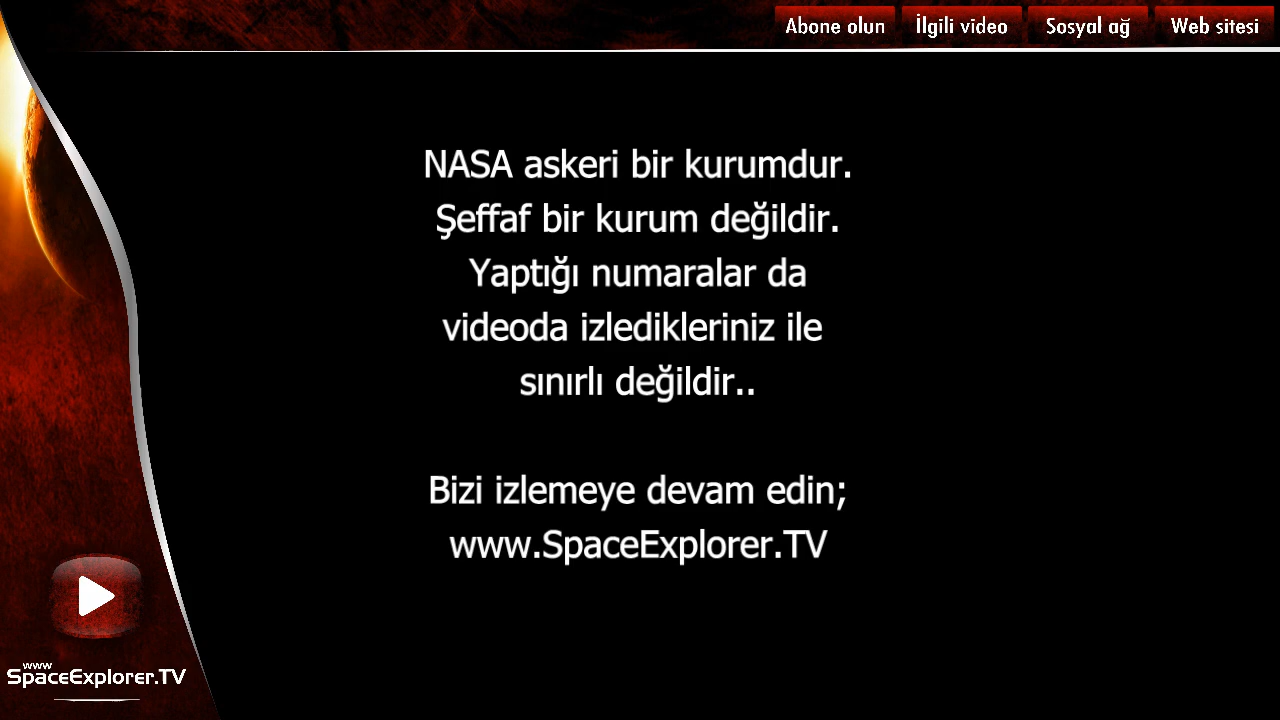 Abone olun
İlgili video
Sosyal ağ
Web sitesi
NASA askeri bir kurumdur.
Şeffaf bir kurum değildir.
Yaptığı numaralar da
videoda izledikleriniz ile
sınırlı değildir..
Bizi izlemeye devam edin;
www.SpaceExplorer.TV
www
SpaceExplorer.TV